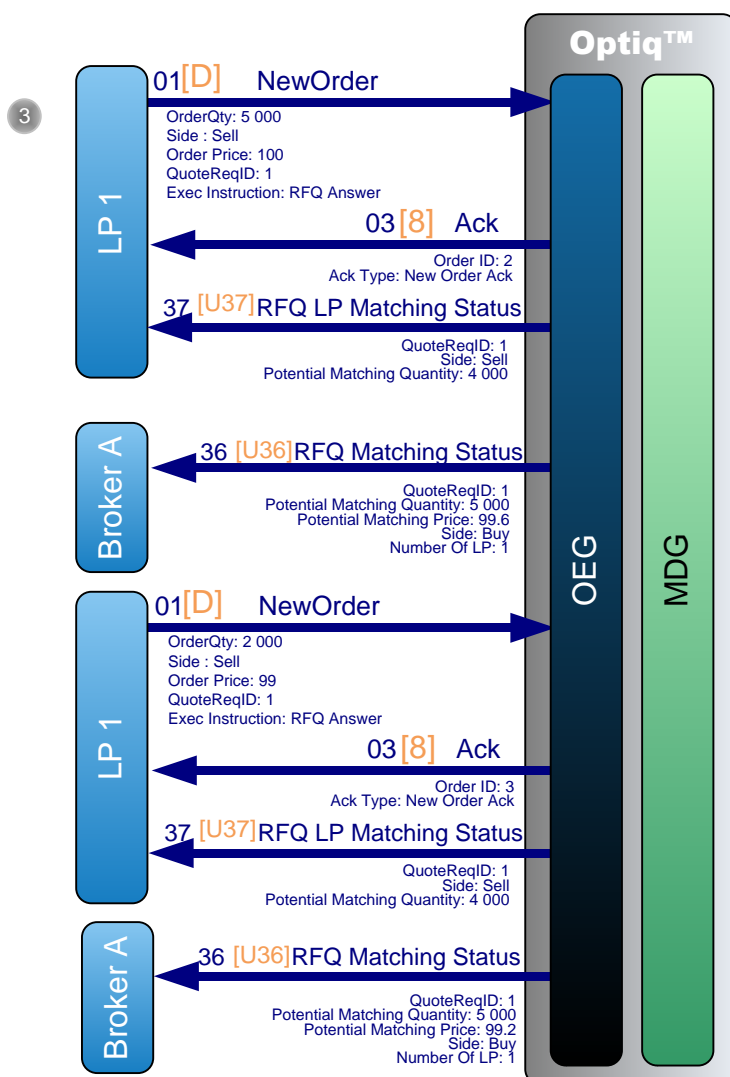 Optiq™
3
LP 1
01[D] NewOrder
OrderQty: 5 000
Side : Sell
Order Price: 100
QuoteReqID: 1
Exec Instruction: RFQ Answer
03[8] Ack
Order ID: 2
Ack Type: New Order Ack
37 [U37]RFQ LP Matching Status
QuoteReqID: 1
Side: Sell
Potential Matching Quantity: 4 000
Broker A
36 [U36]RFQ Matching Status
QuoteReqID: 1
Potential Matching Quantity: 5 000
Potential Matching Price: 99.6
Side: Buy
Number Of LP: 1
OEG
MDG
LP 1
01[D] NewOrder
OrderQty: 2 000
Side : Sell
Order Price: 99
QuoteReqID: 1
Exec Instruction: RFQ Answer
03[8] Ack
Order ID: 3
Ack Type: New Order Ack
37 [U37]RFQ LP Matching Status
QuoteReqID: 1
Side: Sell
Potential Matching Quantity: 4 000
Broker A
36 [U36]RFQ Matching Status
QuoteReqID: 1
Potential Matching Quantity: 5 000
Potential Matching Price: 99.2
Side: Buy
Number Of LP: 1